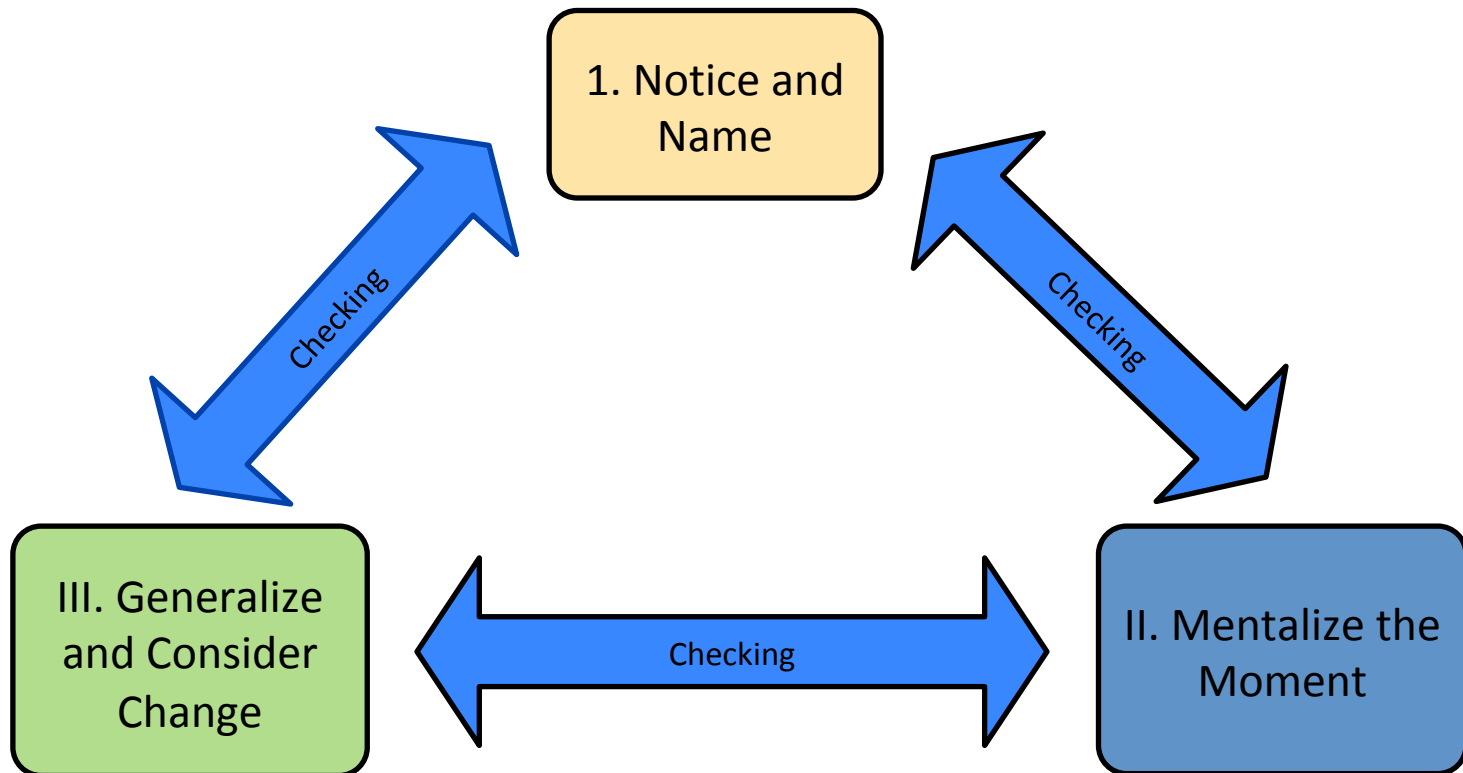 1. Notice and
Name
Checking
Checking
III. Generalize
and Consider
Change
Checking
II. Mentalize the
Moment